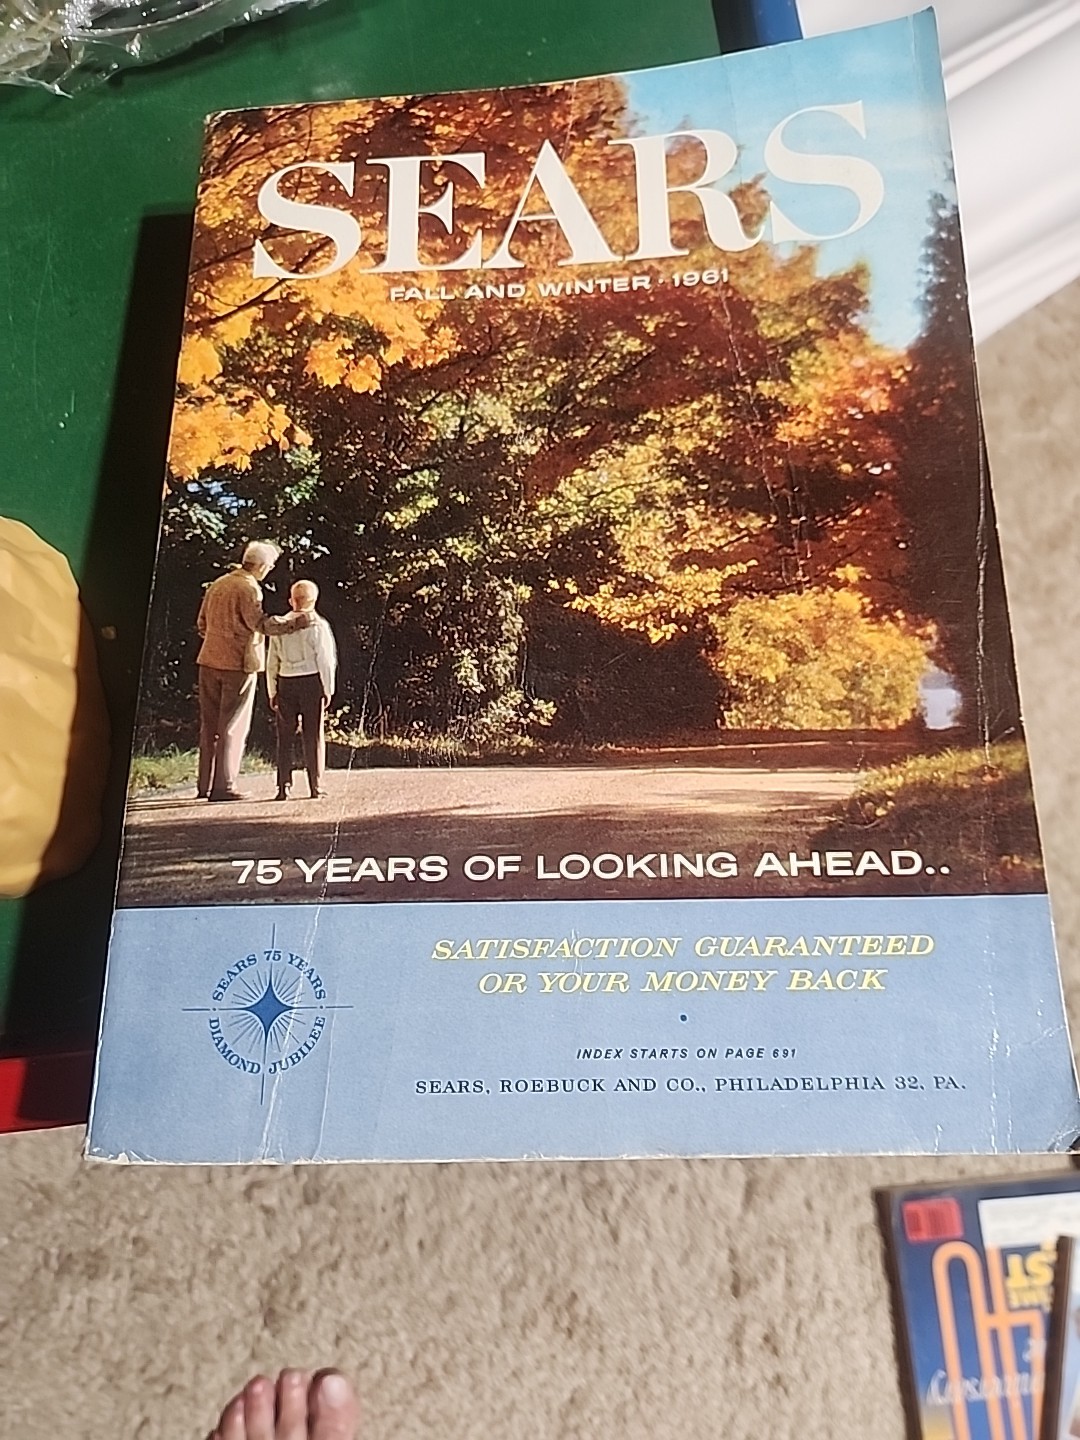 SEARS
FALL AND WINTER · 1961
75 YEARS OF LOOKING AHEAD..
SEARS 75 YEARS
DIAMOND JUBILEE
SATISFACTION GUARANTEED
OR YOUR MONEY BACK
•
INDEX STARTS ON PAGE 691
SEARS, ROEBUCK AND CO., PHILADELPHIA 32, PA.